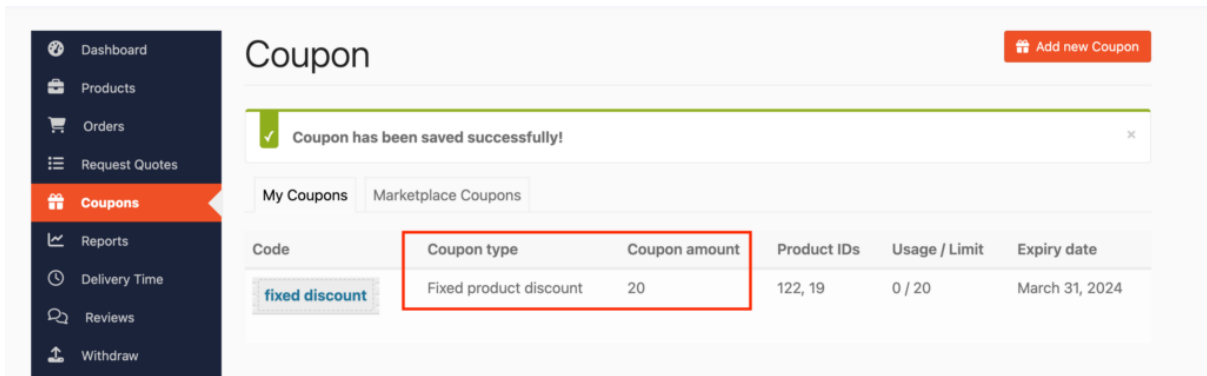 Dashboard
Products
Orders
Request Quotes
Coupons
Reports
Delivery Time
Reviews
Withdraw
Coupon
Add new Coupon
Coupon has been saved successfully!
×
My Coupons Marketplace Coupons
Code Coupon type Coupon amount Product IDs Usage / Limit Expiry date
fixed discount Fixed product discount 20 122, 19 0 / 20 March 31, 2024